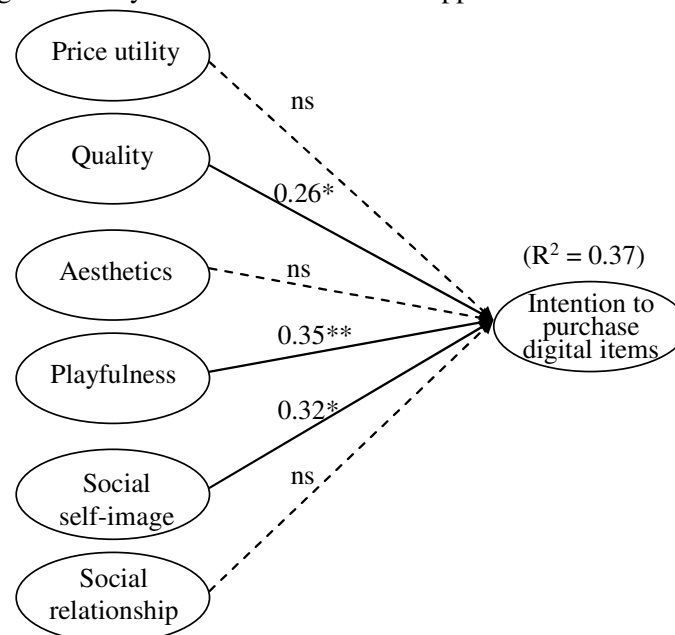 Price utility
ns
Quality
0.26*
Aesthetics
ns
(R² = 0.37)
Intention to
purchase
digital items
0.35**
Playfulness
0.32*
Social
self-image
ns
Social
relationship